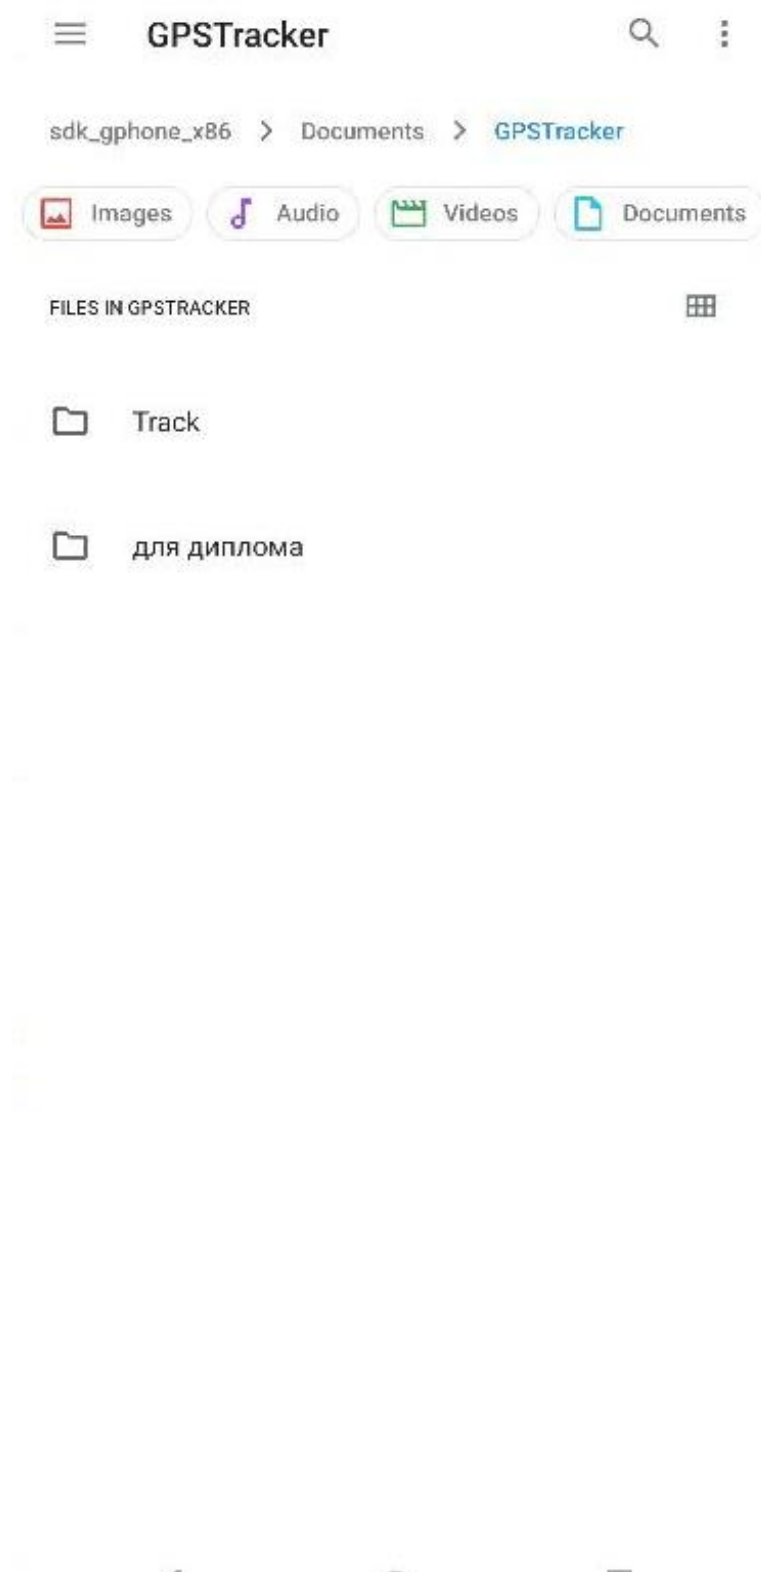 GPSTracker
sdk_gphone_x86 > Documents > GPSTracker
Images Audio Videos Documents
FILES IN GPSTRACKER
Track
для диплома